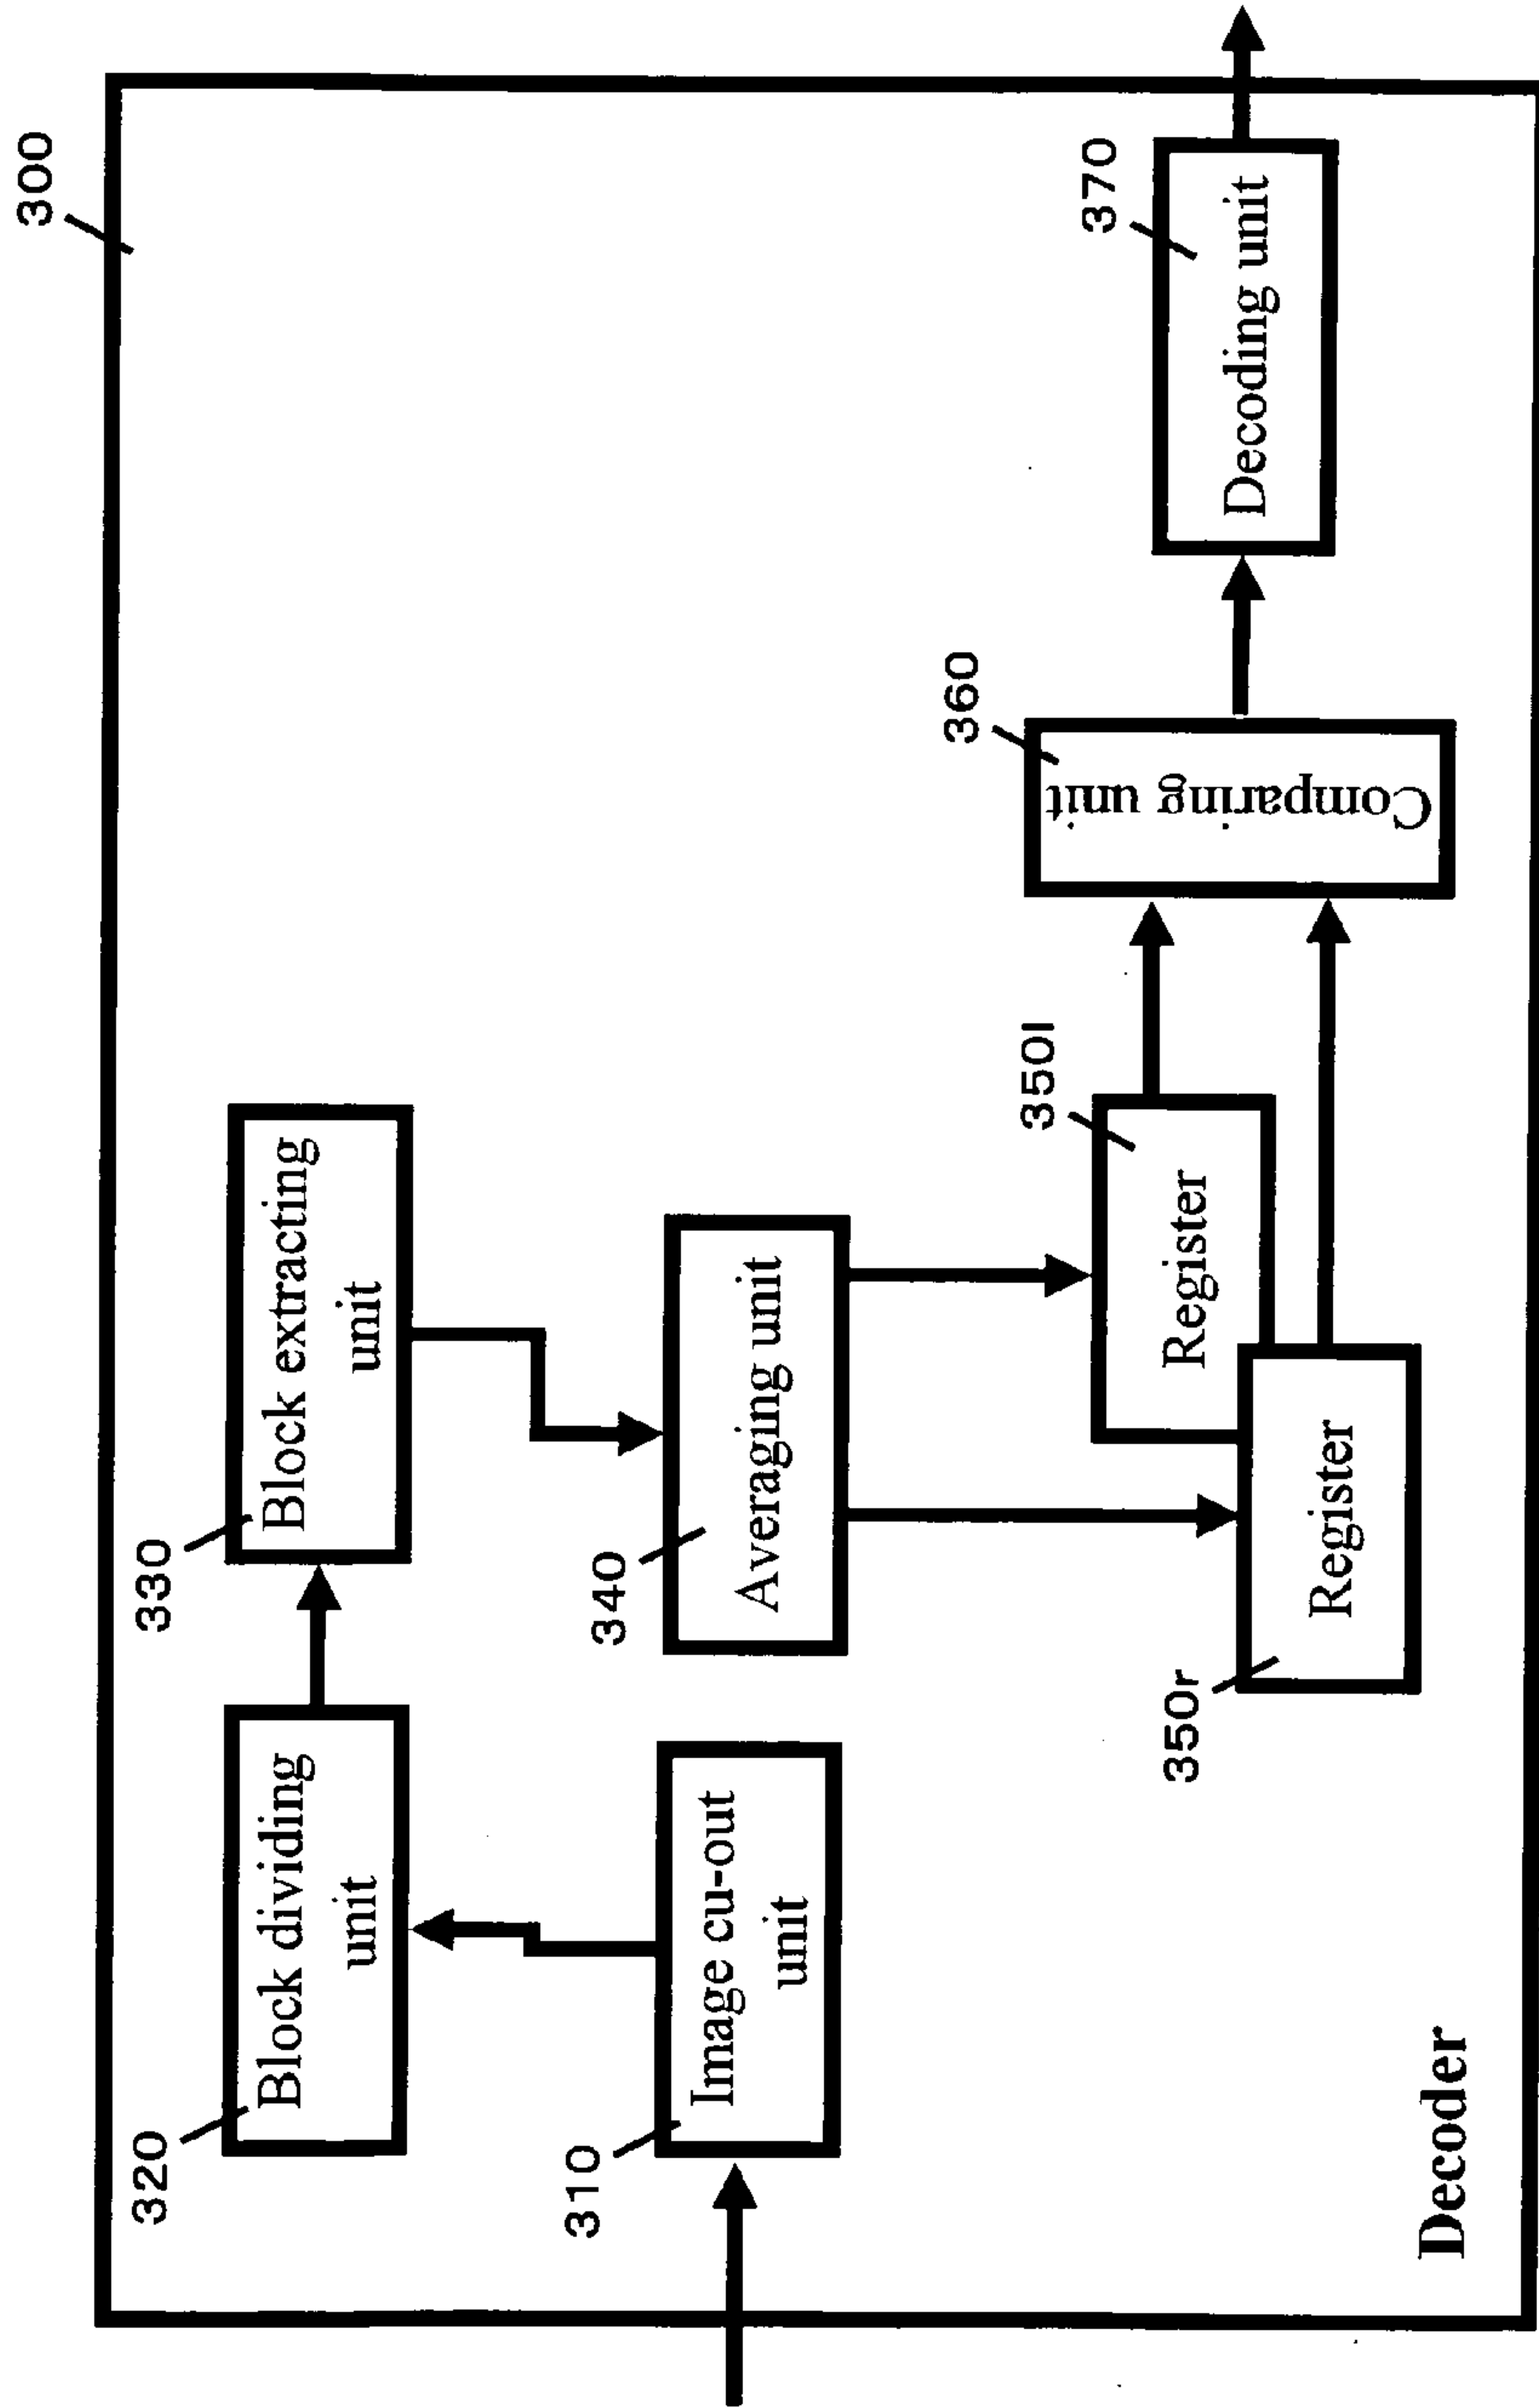 300
320
Block dividing
unit
330
Block extracting
unit
310
Image cu-out
unit
340
Averaging unit
350l
Register
350r
Register
360
Comparing unit
370
Decoding unit
Decoder